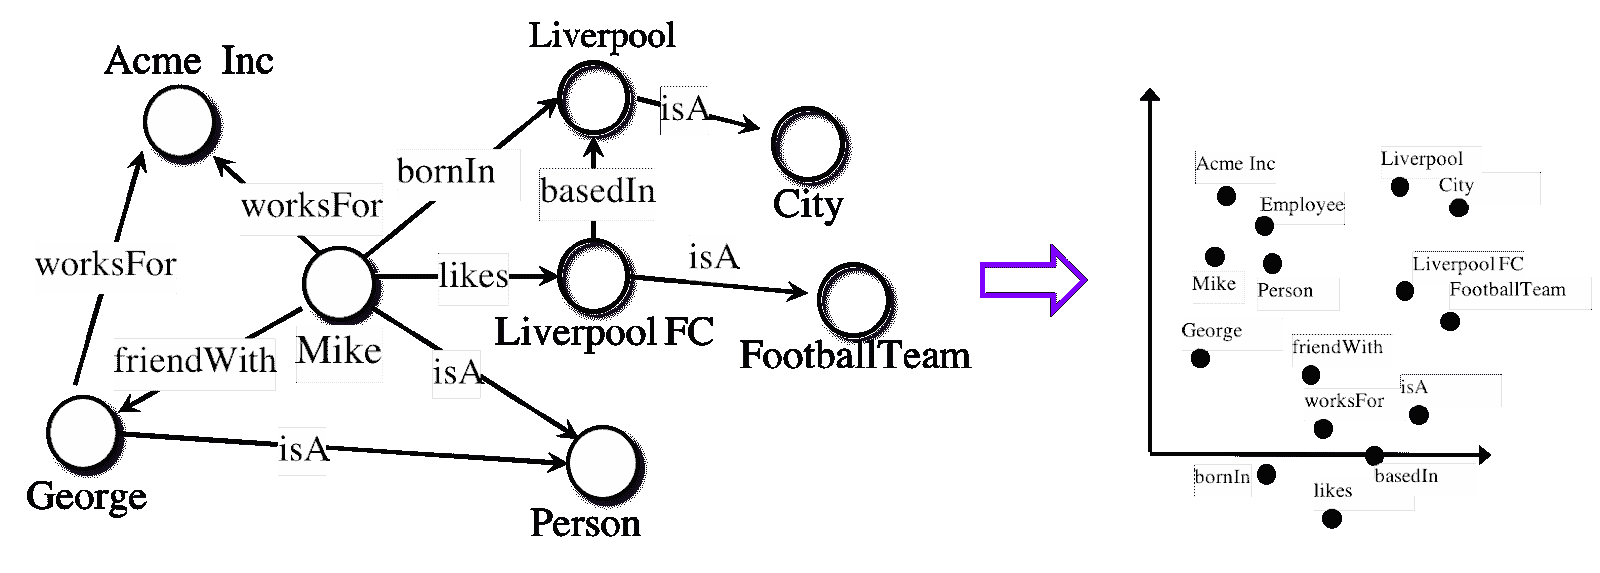 Acme Inc
Liverpool
isA
City
bornIn
basedIn
worksFor
worksFor
likes
isA
Liverpool FC
FootballTeam
friendWith
Mike
isA
isA
George
Person
Acme Inc
Liverpool
City
Employee
Mike
Person
Liverpool FC
FootballTeam
George
friendWith
isA
worksFor
bornIn
basedIn
likes